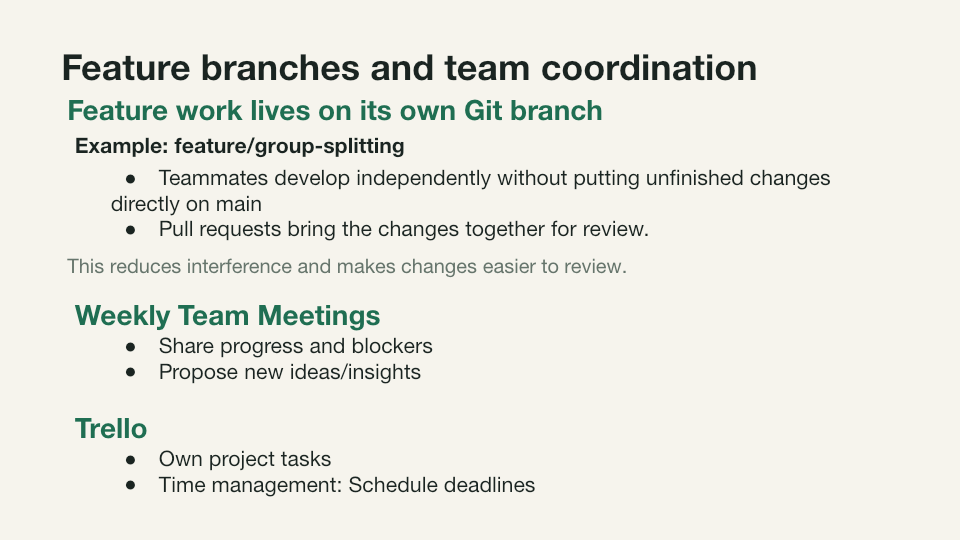 Feature branches and team coordination
Feature work lives on its own Git branch
Example: feature/group-splitting
● Teammates develop independently without putting unfinished changes
directly on main
● Pull requests bring the changes together for review.
This reduces interference and makes changes easier to review.
Weekly Team Meetings
● Share progress and blockers
● Propose new ideas/insights
Trello
● Own project tasks
● Time management: Schedule deadlines